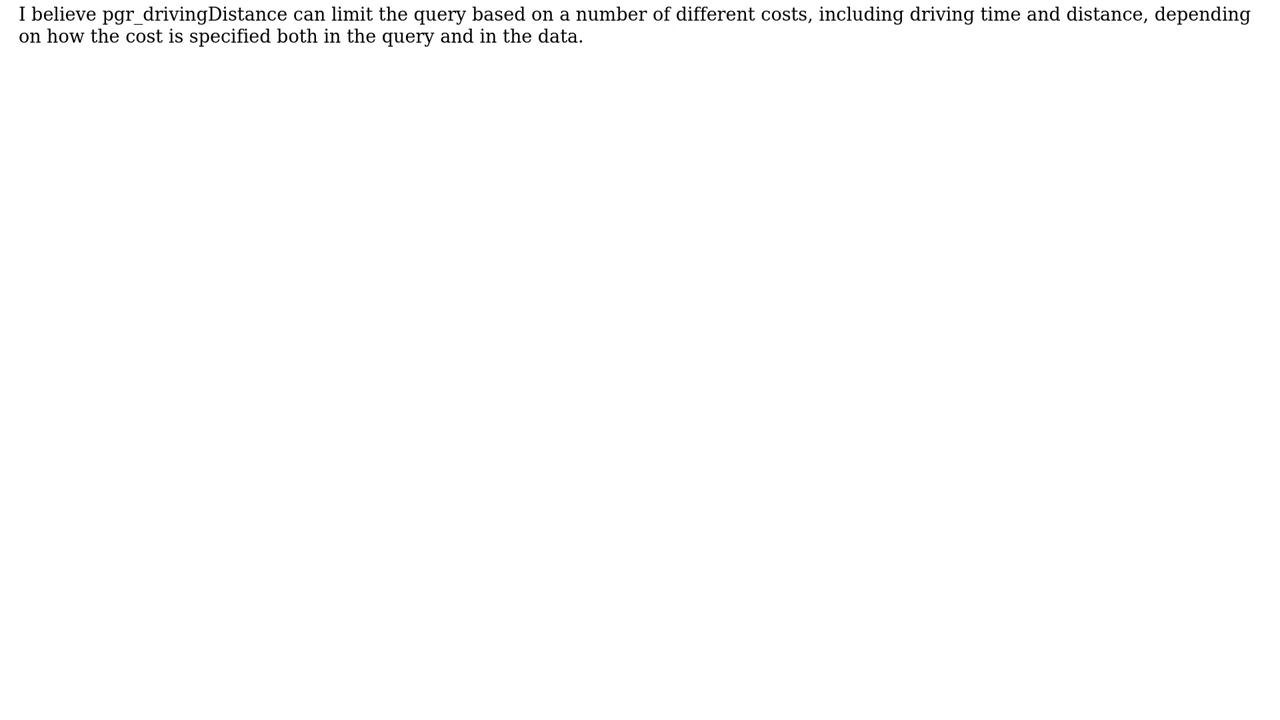 I believe pgr_drivingDistance can limit the query based on a number of different costs, including driving time and distance, depending
on how the cost is specified both in the query and in the data.